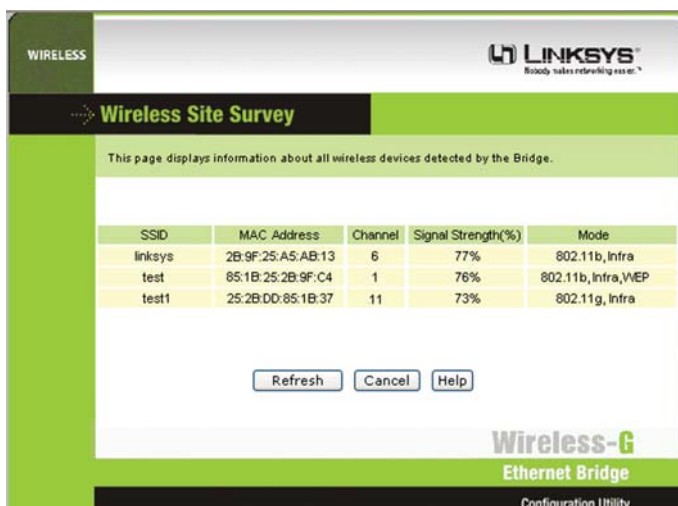 WIRELESS
LINKSYS®
Nobody makes networking easier.™
Wireless Site Survey
This page displays information about all wireless devices detected by the Bridge.
SSID MAC Address Channel Signal Strength(%) Mode
linksys 2B:9F:25:A5:AB:13 6 77% 802.11b,Infra
test 85:1B:25:2B:9F:C4 1 76% 802.11b,Infra,WEP
test1 25:2B:DD:85:1B:37 11 73% 802.11g, Infra
Refresh Cancel Help
Wireless-G
Ethernet Bridge
Configuration Utility